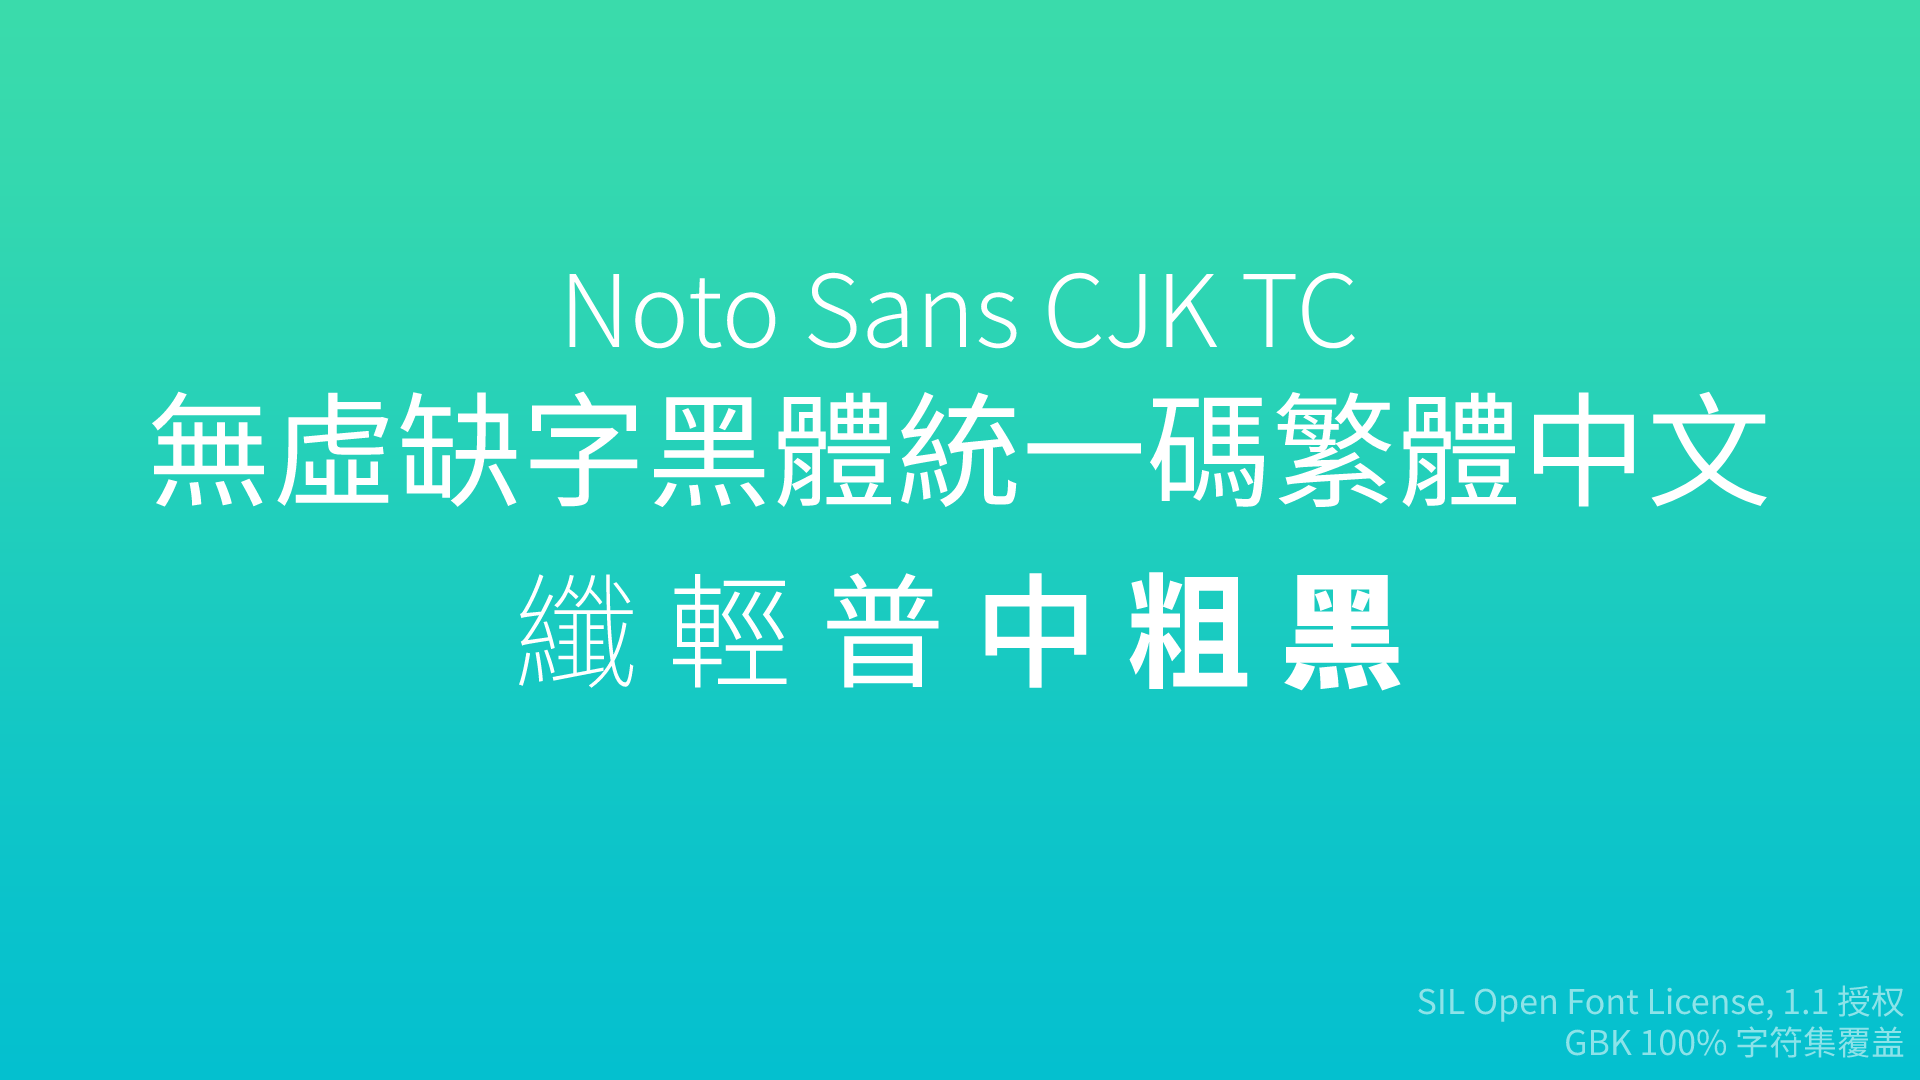 Noto Sans CJK TC
無虛缺字黑體統一碼繁體中文
纖 輕 普 中 粗 黑
SIL Open Font License, 1.1 授权
GBK 100% 字符集覆盖